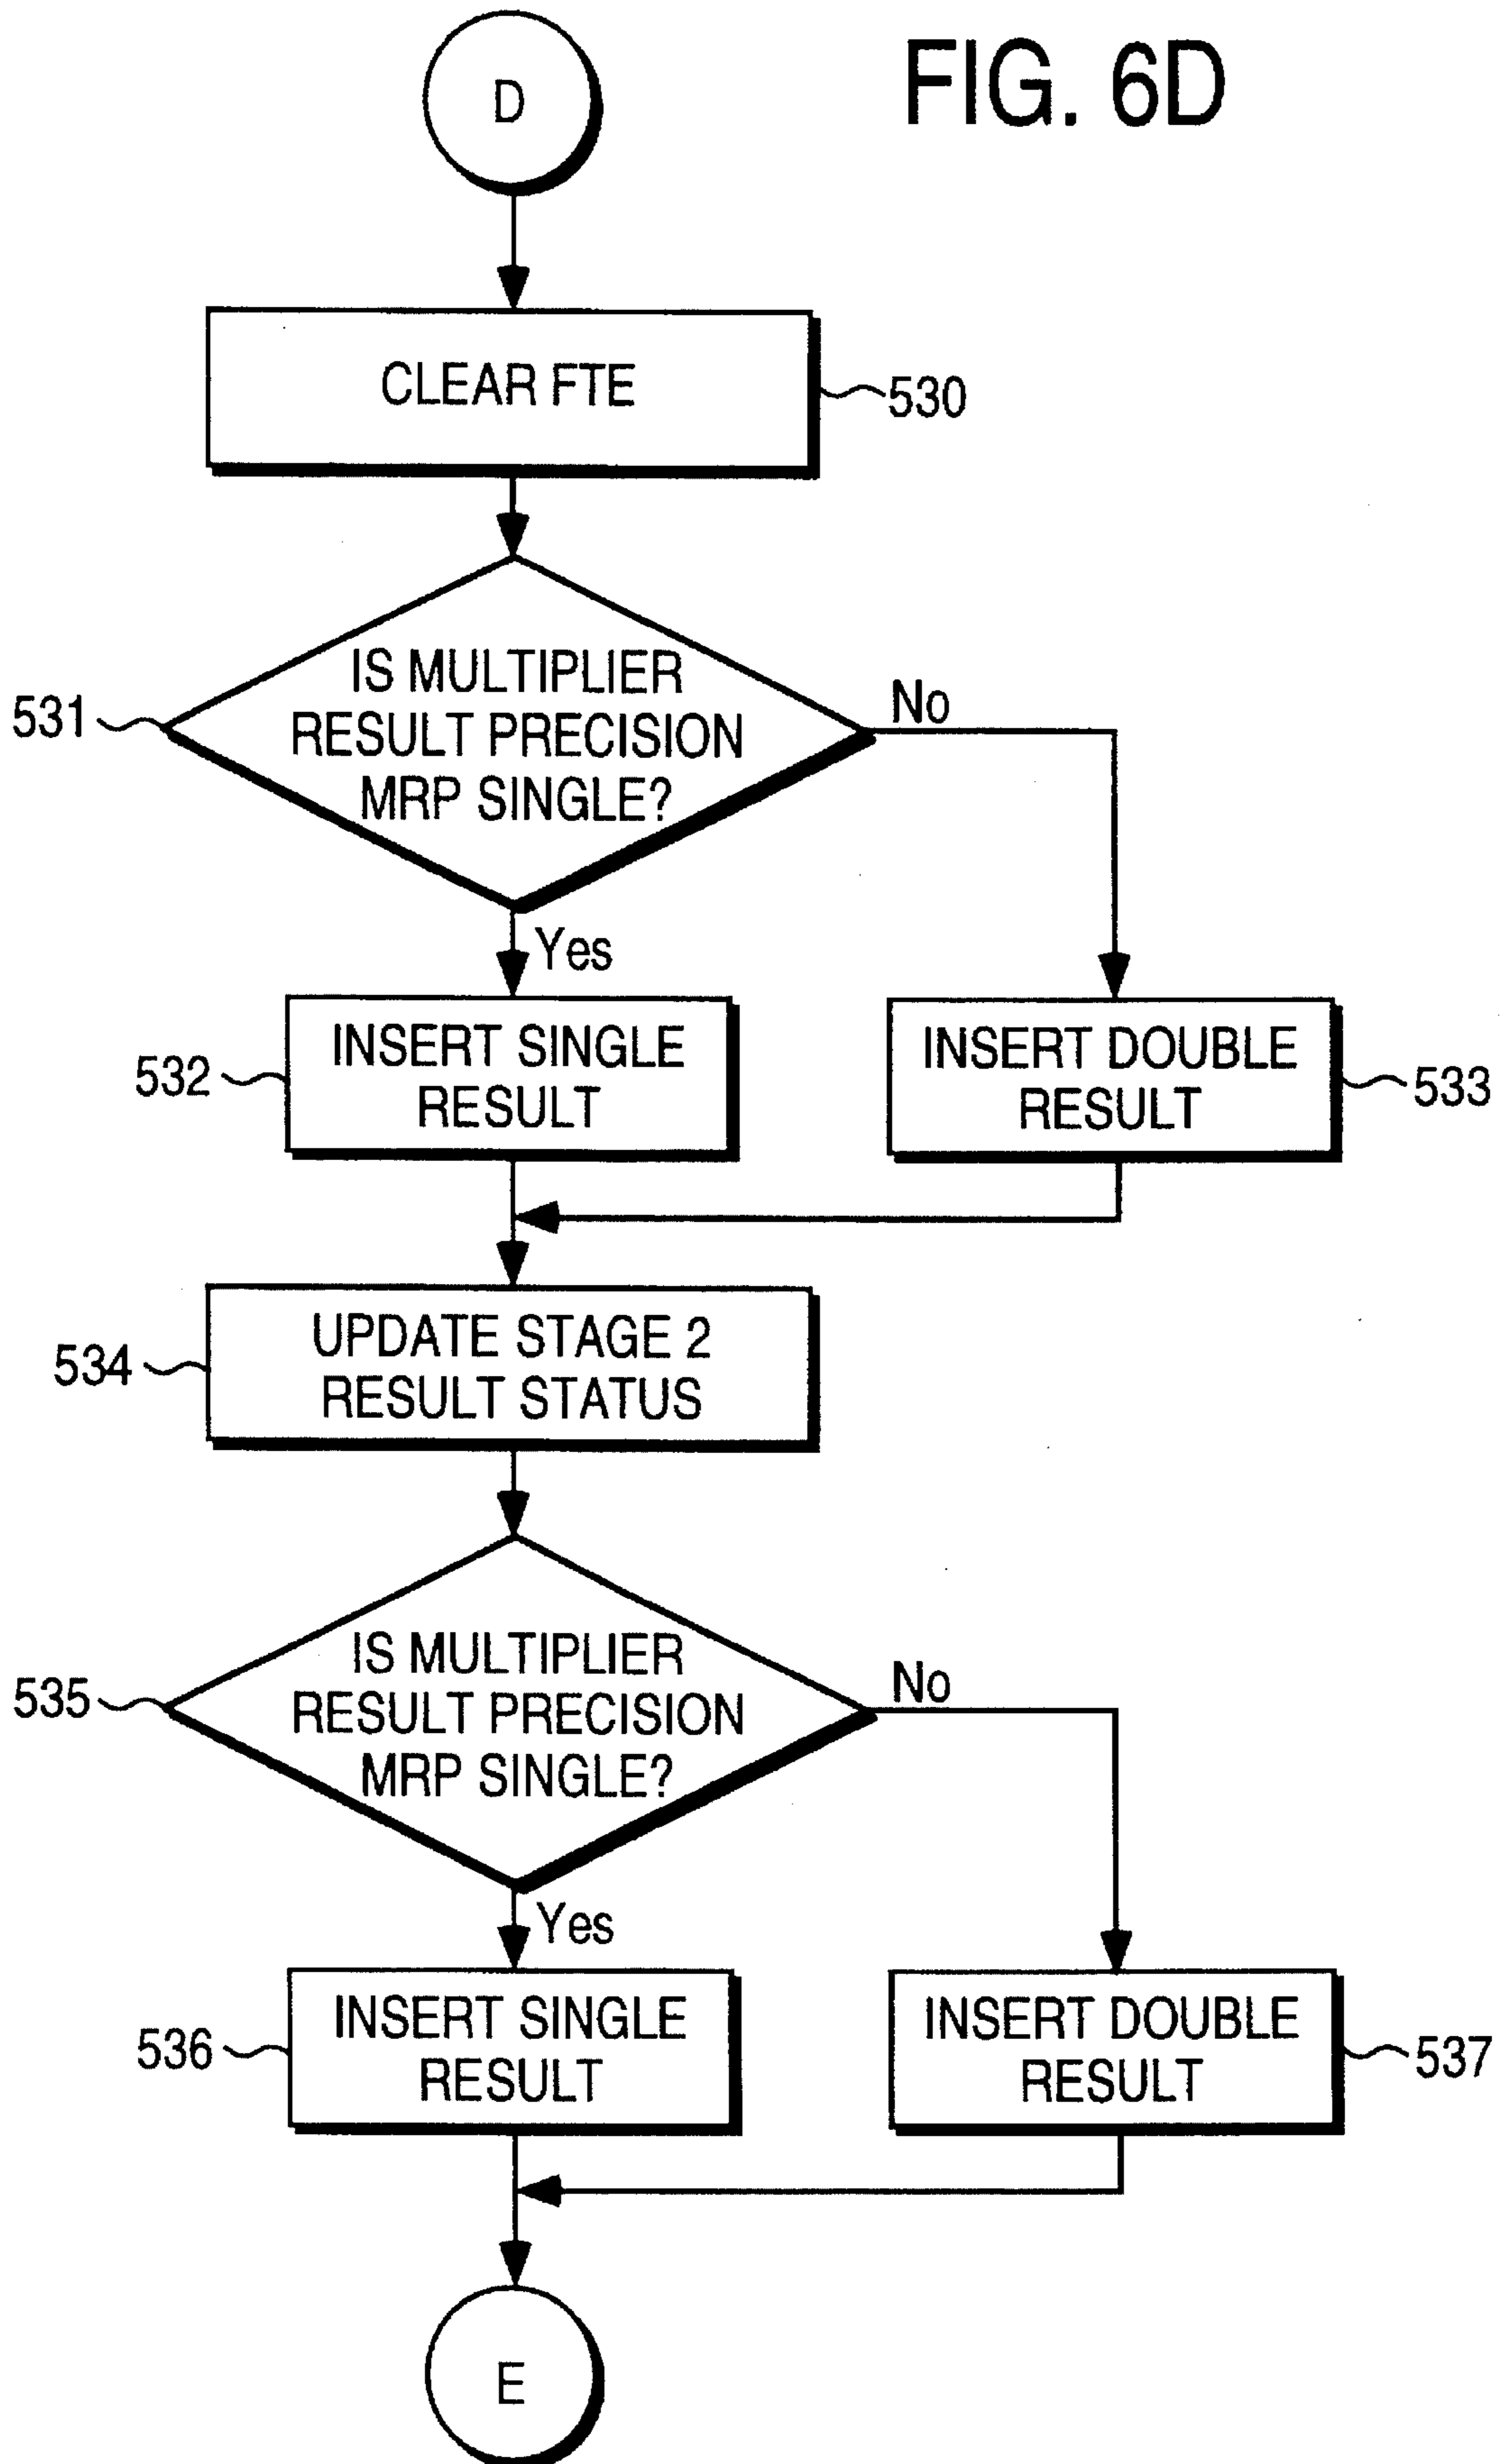 FIG. 6D
D
CLEAR FTE
530
IS MULTIPLIER
RESULT PRECISION
MRP SINGLE?
531
No
Yes
INSERT SINGLE
RESULT
532
INSERT DOUBLE
RESULT
533
UPDATE STAGE 2
RESULT STATUS
534
IS MULTIPLIER
RESULT PRECISION
MRP SINGLE?
535
No
Yes
INSERT SINGLE
RESULT
536
INSERT DOUBLE
RESULT
537
E